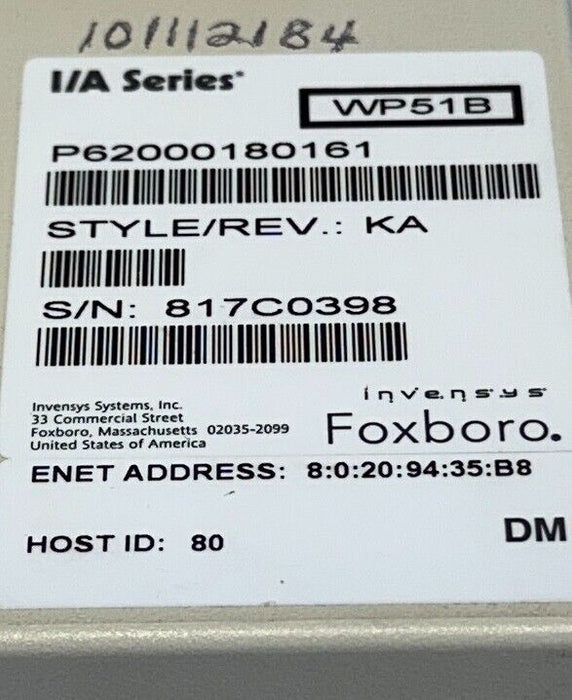 101112184
I/A Series®
WP51B
P62000180161
STYLE/REV.: KA
S/N: 817C0398
Invensys Systems, Inc.
33 Commercial Street
Foxboro, Massachusetts 02035-2099
United States of America
invensys
Foxboro.
ENET ADDRESS: 8:0:20:94:35:B8
HOST ID: 80
DM